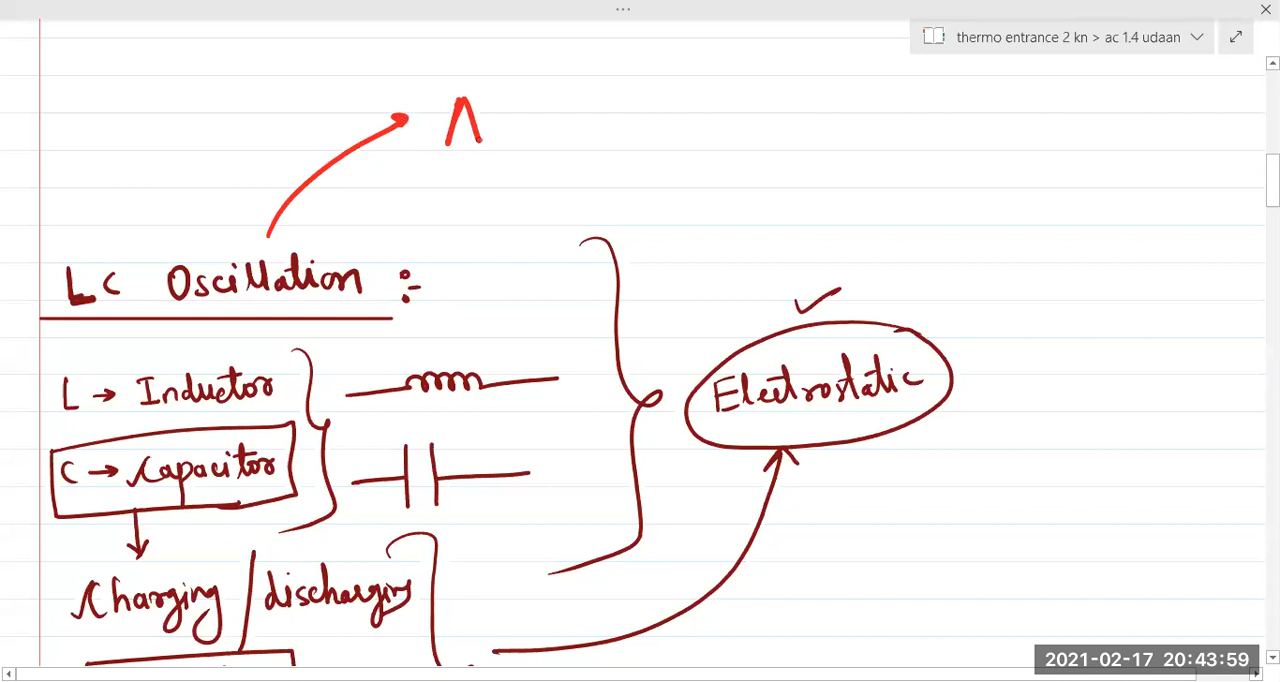 thermo entrance 2 kn > ac 1.4 udaan
LC Oscillation :-
L → Inductor
Electrostatic
C → Capacitor
Charging / discharging
2021-02-17 20:43:59